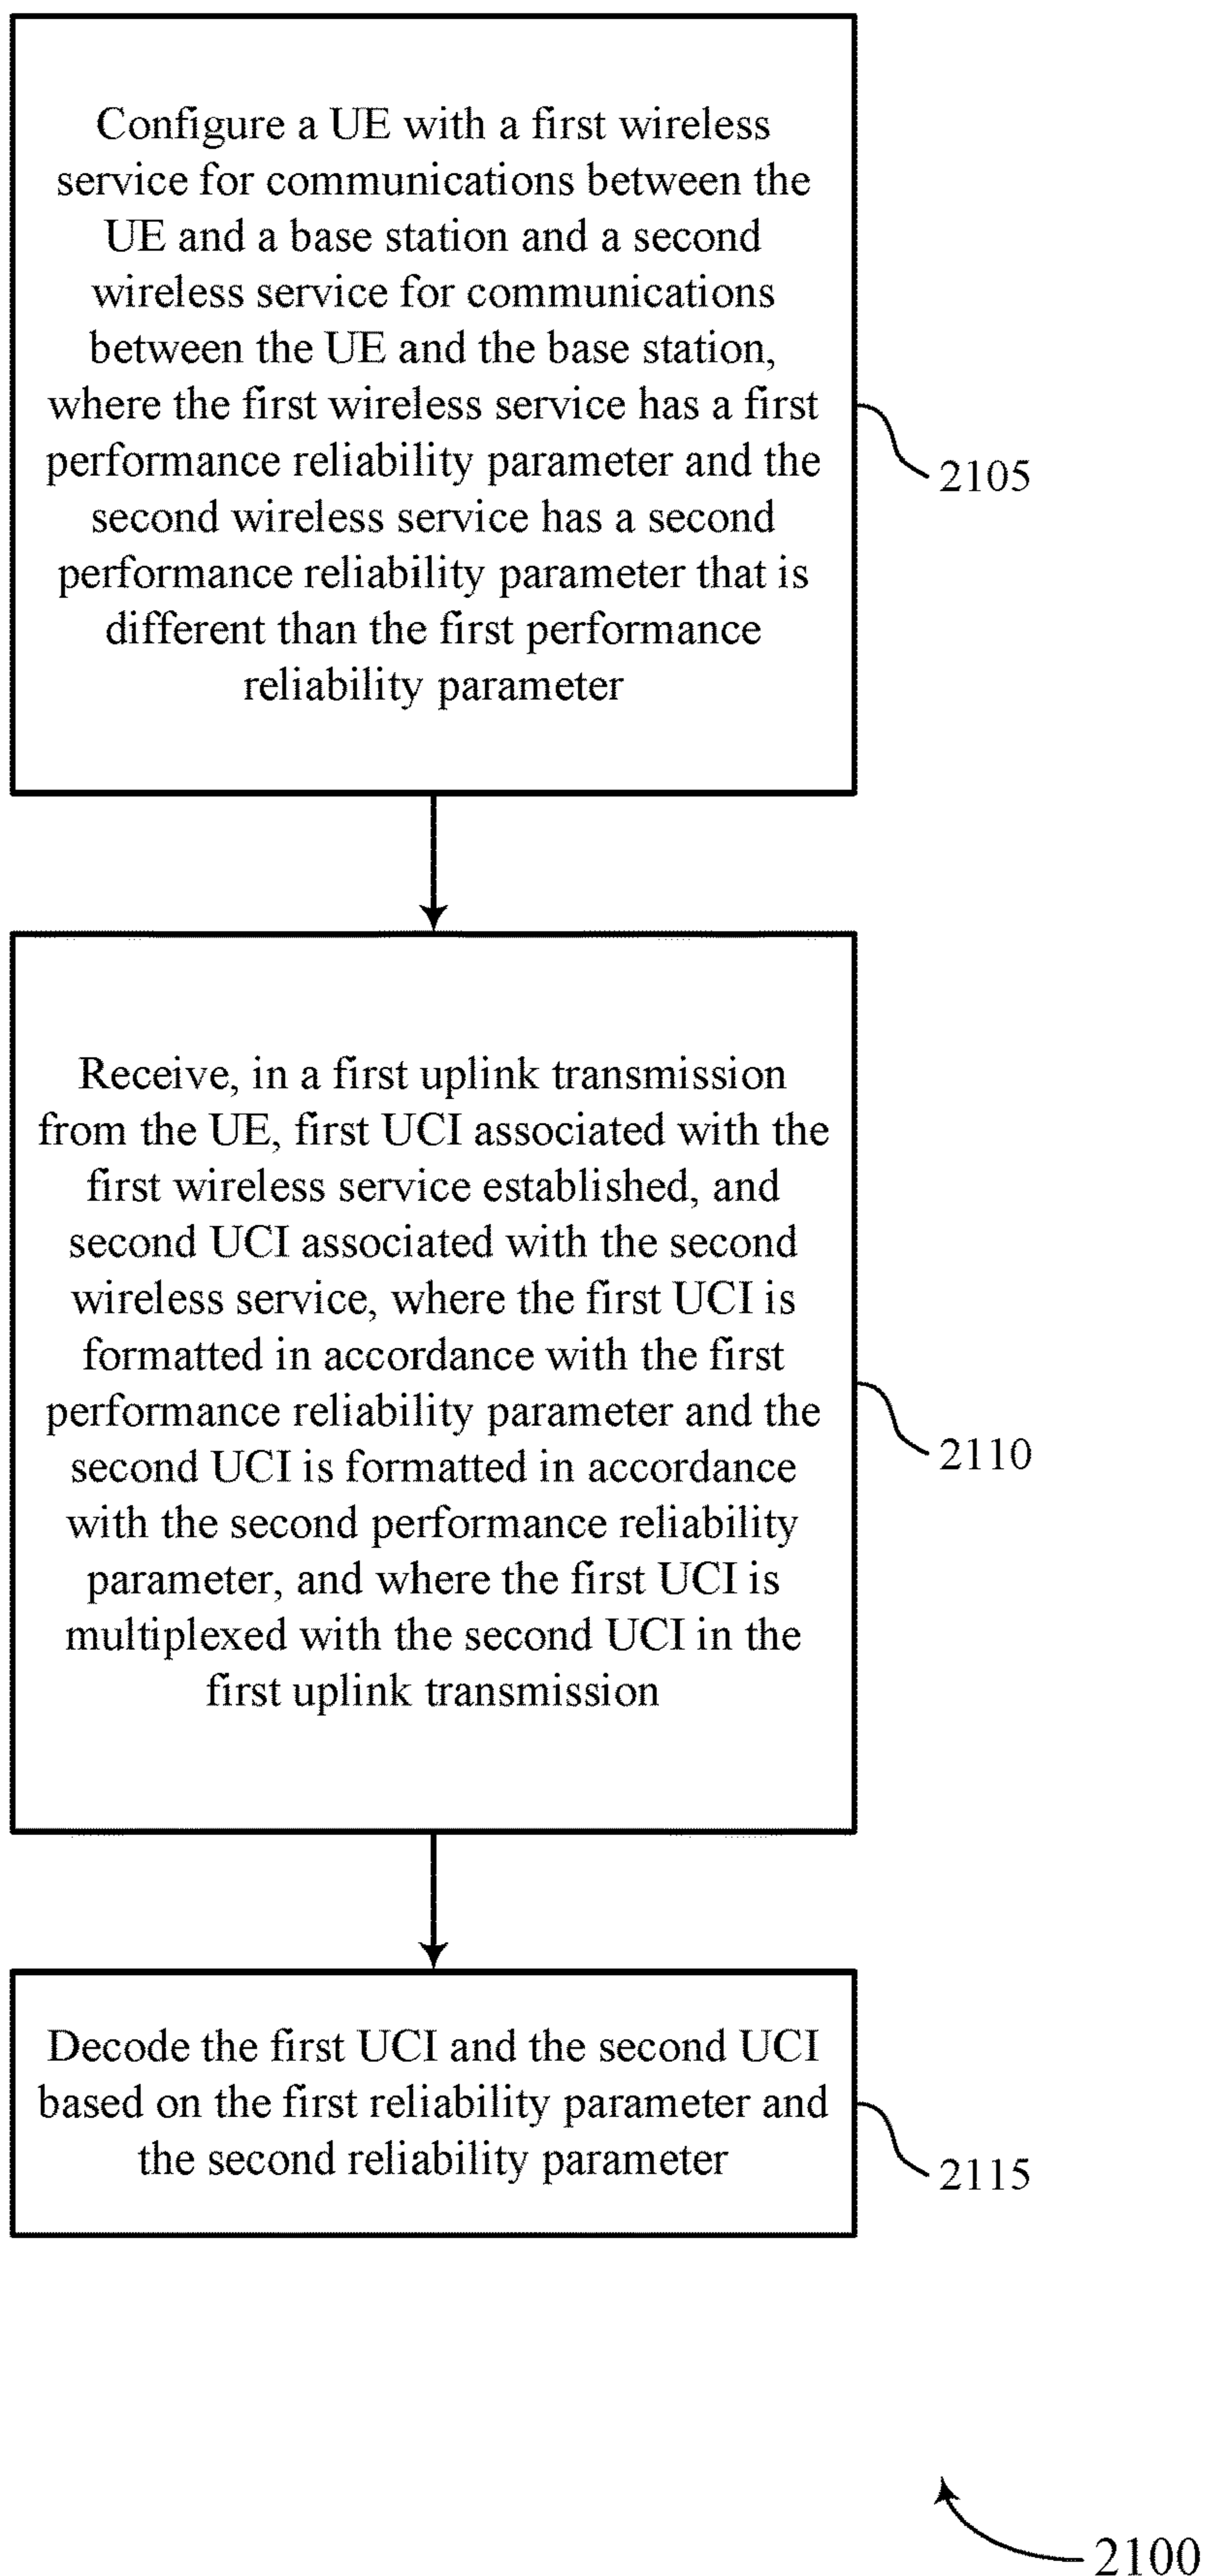 Configure a UE with a first wireless
service for communications between the
UE and a base station and a second
wireless service for communications
between the UE and the base station,
where the first wireless service has a first
performance reliability parameter and the
second wireless service has a second
performance reliability parameter that is
different than the first performance
reliability parameter
2105
Receive, in a first uplink transmission
from the UE, first UCI associated with the
first wireless service established, and
second UCI associated with the second
wireless service, where the first UCI is
formatted in accordance with the first
performance reliability parameter and the
second UCI is formatted in accordance
with the second performance reliability
parameter, and where the first UCI is
multiplexed with the second UCI in the
first uplink transmission
2110
Decode the first UCI and the second UCI
based on the first reliability parameter and
the second reliability parameter
2115
2100